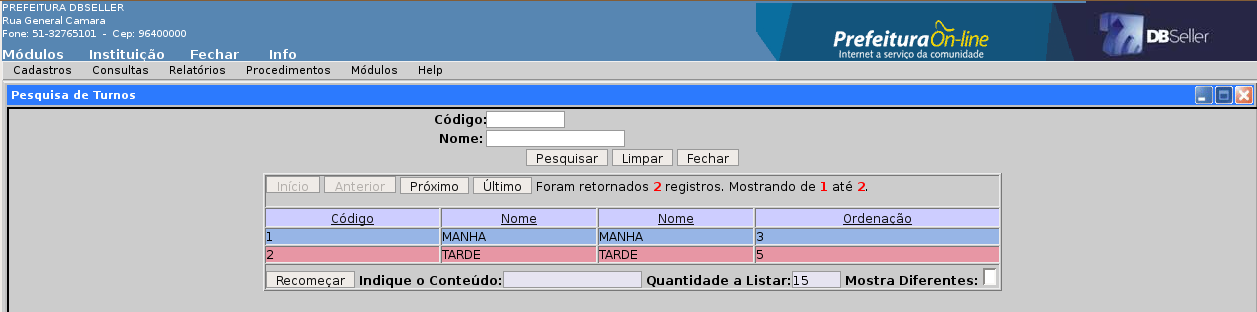 PREFEITURA DBSELLER
Rua General Camara
Fone: 51-32765101 - Cep: 96400000
Módulos Instituição Fechar Info
PrefeituraOn-line
Internet a serviço da comunidade
DBSeller
Cadastros Consultas Relatórios Procedimentos Módulos Help
Pesquisa de Turnos
Código:
Nome:
Pesquisar Limpar Fechar
Início Anterior Próximo Último Foram retornados 2 registros. Mostrando de 1 até 2.
Código Nome Nome Ordenação
1 MANHA MANHA 3
2 TARDE TARDE 5
Recomeçar Indique o Conteúdo: Quantidade a Listar: 15 Mostra Diferentes: